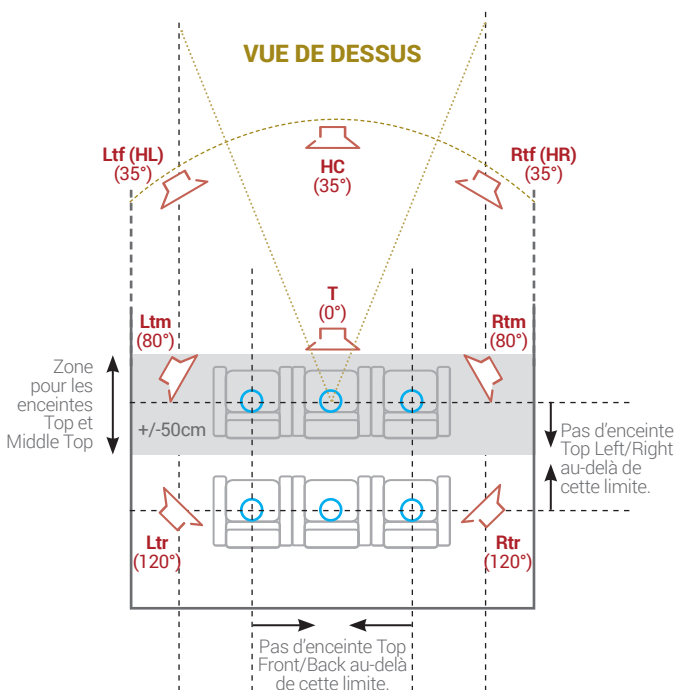 VUE DE DESSUS
Ltf (HL)
(35°)
HC
(35°)
Rtf (HR)
(35°)
T
(0°)
Ltm
(80°)
Rtm
(80°)
Zone
pour les
enceintes
Top et
Middle Top
+/-50cm
Pas d'enceinte
Top Left/Right
au-delà de
cette limite.
Ltr
(120°)
Rtr
(120°)
Pas d'enceinte Top
Front/Back au-delà
de cette limite.